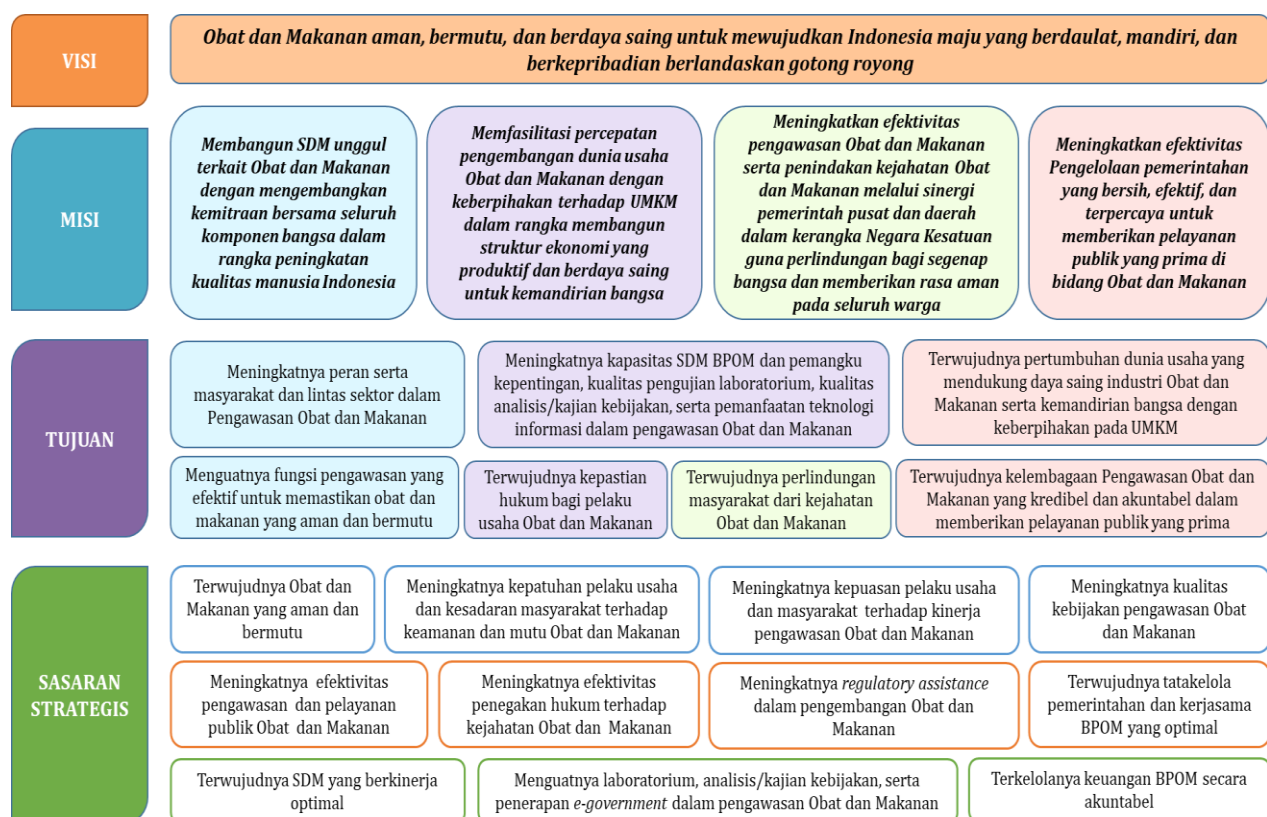 VISI
Obat dan Makanan aman, bermutu, dan berdaya saing untuk mewujudkan Indonesia maju yang berdaulat, mandiri, dan
berkepribadian berlandaskan gotong royong
MISI
Membangun SDM unggul
terkait Obat dan Makanan
dengan mengembangkan
kemitraan bersama seluruh
komponen bangsa dalam
rangka peningkatan
kualitas manusia Indonesia
Memfasilitasi percepatan
pengembangan dunia usaha
Obat dan Makanan dengan
keberpihakan terhadap UMKM
dalam rangka membangun
struktur ekonomi yang
produktif dan berdaya saing
untuk kemandirian bangsa
Meningkatkan efektivitas
pengawasan Obat dan Makanan
serta penindakan kejahatan Obat
dan Makanan melalui sinergi
pemerintah pusat dan daerah
dalam kerangka Negara Kesatuan
guna perlindungan bagi segenap
bangsa dan memberikan rasa aman
pada seluruh warga
Meningkatkan efektivitas
Pengelolaan pemerintahan
yang bersih, efektif, dan
terpercaya untuk
memberikan pelayanan
publik yang prima di
bidang Obat dan Makanan
TUJUAN
Meningkatnya peran serta
masyarakat dan lintas sektor dalam
Pengawasan Obat dan Makanan
Meningkatnya kapasitas SDM BPOM dan pemangku
kepentingan, kualitas pengujian laboratorium, kualitas
analisis/kajian kebijakan, serta pemanfaatan teknologi
informasi dalam pengawasan Obat dan Makanan
Terwujudnya pertumbuhan dunia usaha yang
mendukung daya saing industri Obat dan
Makanan serta kemandirian bangsa dengan
keberpihakan pada UMKM
Menguatnya fungsi pengawasan yang
efektif untuk memastikan obat dan
makanan yang aman dan bermutu
Terwujudnya kepastian
hukum bagi pelaku
usaha Obat dan Makanan
Terwujudnya perlindungan
masyarakat dari kejahatan
Obat dan Makanan
Terwujudnya kelembagaan Pengawasan Obat dan
Makanan yang kredibel dan akuntabel dalam
memberikan pelayanan publik yang prima
SASARAN
STRATEGIS
Terwujudnya Obat dan
Makanan yang aman dan
bermutu
Meningkatnya kepatuhan pelaku usaha
dan kesadaran masyarakat terhadap
keamanan dan mutu Obat dan Makanan
Meningkatnya kepuasan pelaku usaha
dan masyarakat terhadap kinerja
pengawasan Obat dan Makanan
Meningkatnya kualitas
kebijakan pengawasan Obat
dan Makanan
Meningkatnya efektivitas
pengawasan dan pelayanan
publik Obat dan Makanan
Meningkatnya efektivitas
penegakan hukum terhadap
kejahatan Obat dan Makanan
Meningkatnya regulatory assistance
dalam pengembangan Obat dan
Makanan
Terwujudnya tatakelola
pemerintahan dan kerjasama
BPOM yang optimal
Terwujudnya SDM yang berkinerja
optimal
Menguatnya laboratorium, analisis/kajian kebijakan, serta
penerapan e-government dalam pengawasan Obat dan Makanan
Terkelolanya keuangan BPOM secara
akuntabel